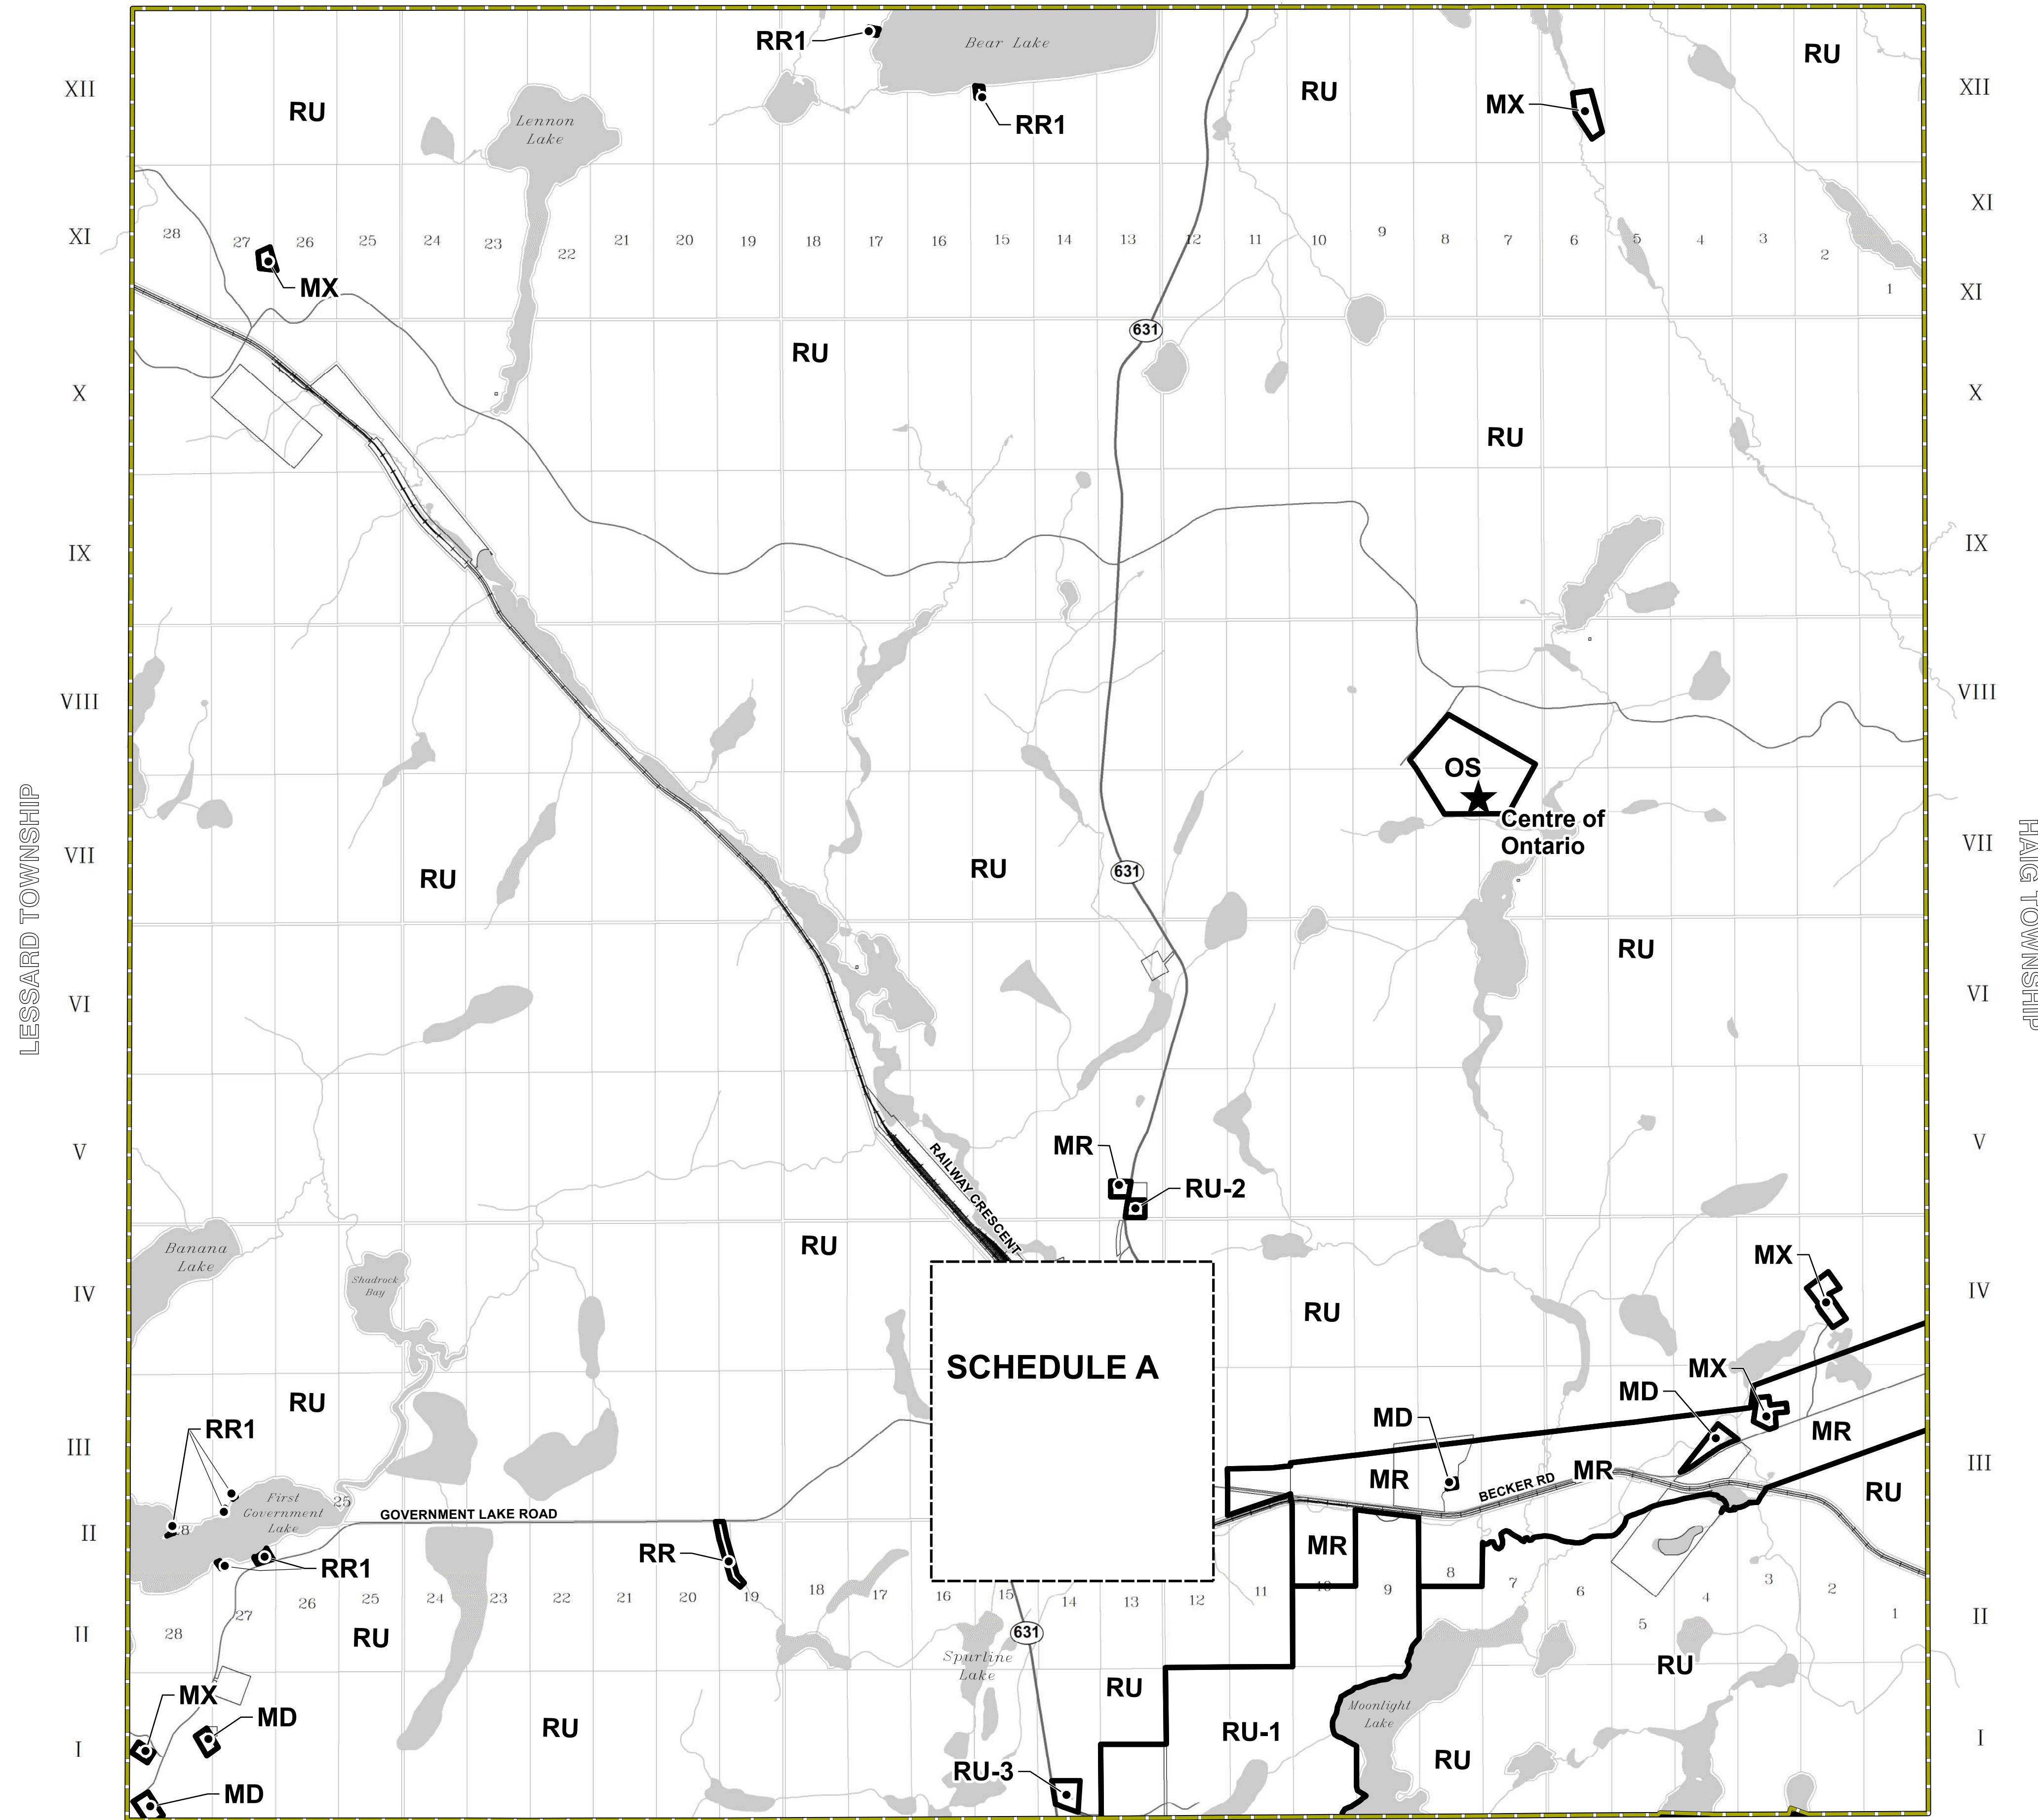 RR1
Bear Lake
RU
XII
RU
Lennon
Lake
RR1
RU
MX
XII
XI
28
27
26
25
24
23
22
21
20
19
18
17
16
15
14
13
12
11
10
9
8
7
6
5
4
3
2
1
XI
XI
MX
631
RU
X
RU
X
IX
IX
VIII
VIII
OS
Centre of
Ontario
LESSARD TOWNSHIP
HAIG TOWNSHIP
VII
RU
RU
631
VII
RU
VI
VI
V
RAILWAY CRESCENT
MR
RU-2
V
Banana
Lake
Shadrock
Bay
RU
IV
RU
MX
IV
SCHEDULE A
RU
RR1
III
MX
MD
MD
MR
MR
MR
BECKER RD
RU
III
First
Government
Lake
25
28
GOVERNMENT LAKE ROAD
II
RR
MR
RR1
28
27
26
25
24
23
22
21
20
19
18
17
16
15
14
13
12
11
10
9
8
7
6
5
4
3
2
1
II
II
RU
631
Spurline
Lake
RU
RU
MX
MD
RU
RU-1
Moonlight
Lake
I
RU
I
RU-3
MD